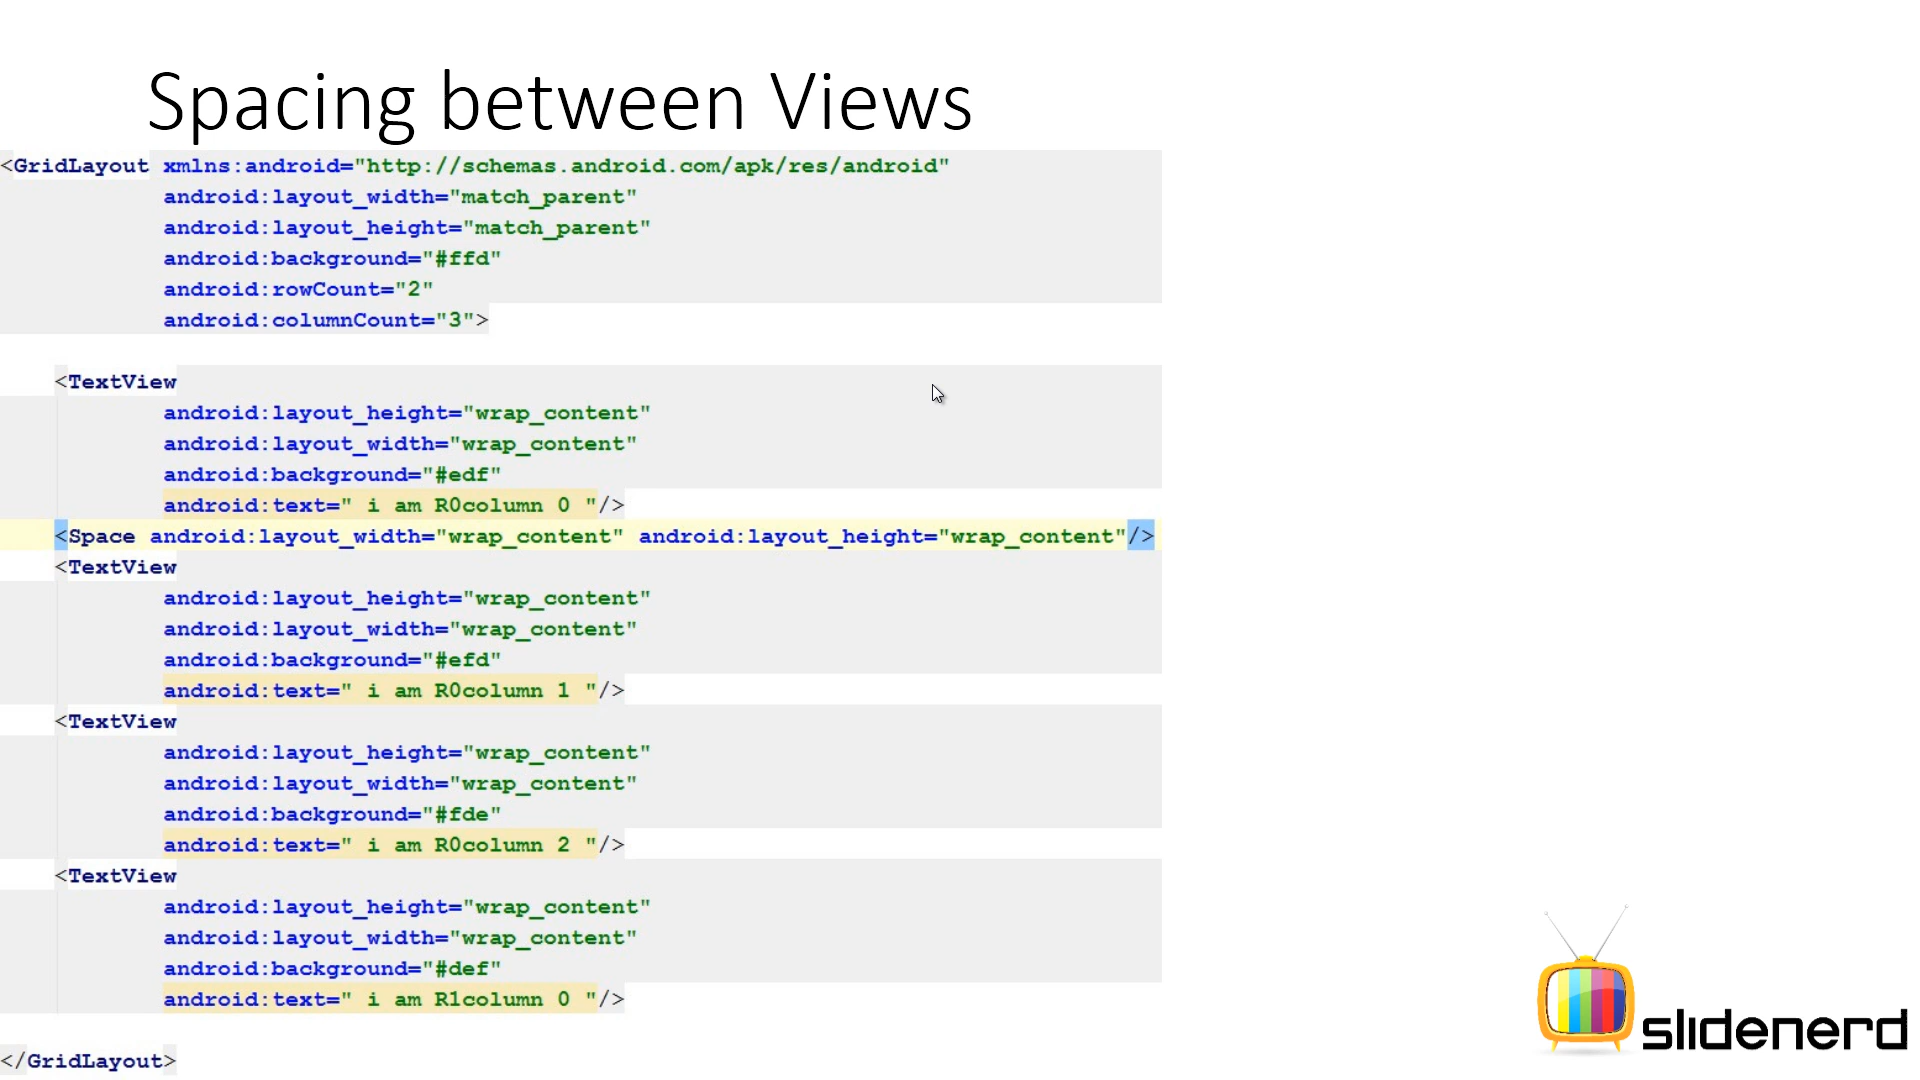 Spacing between Views
<GridLayout xmlns:android="http://schemas.android.com/apk/res/android"
android:layout_width="match_parent"
android:layout_height="match_parent"
android:background="#ffd"
android:rowCount="2"
android:columnCount="3">
<TextView
android:layout_height="wrap_content"
android:layout_width="wrap_content"
android:background="#edf"
android:text=" i am R0column 0 "/>
<Space android:layout_width="wrap_content" android:layout_height="wrap_content"/>
<TextView
android:layout_height="wrap_content"
android:layout_width="wrap_content"
android:background="#efd"
android:text=" i am R0column 1 "/>
<TextView
android:layout_height="wrap_content"
android:layout_width="wrap_content"
android:background="#fde"
android:text=" i am R0column 2 "/>
<TextView
android:layout_height="wrap_content"
android:layout_width="wrap_content"
android:background="#def"
android:text=" i am R1column 0 "/>
</GridLayout>
slidenerd